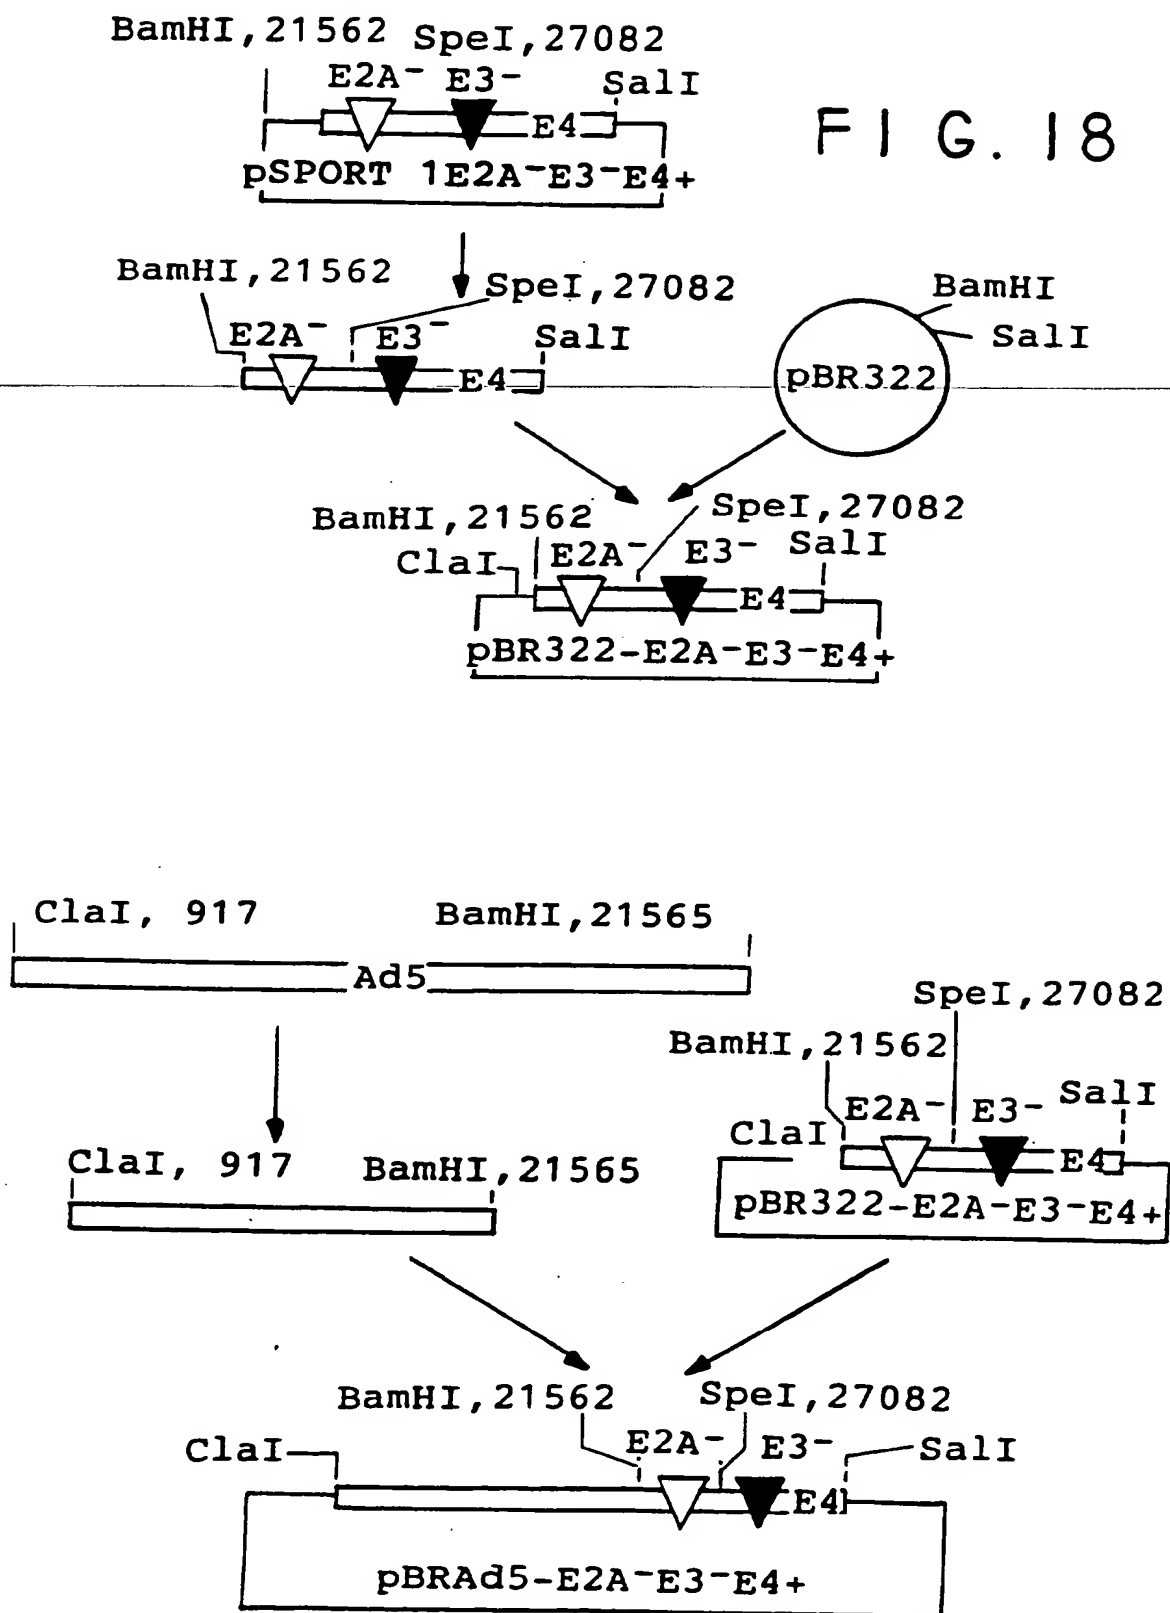 BamHI,21562 SpeI,27082
E2A⁻ E3⁻ SalI
E4
FIG. 18
pSPORT 1E2A⁻E3⁻E4+
BamHI,21562
SpeI,27082
E2A⁻ E3⁻ SalI
E4
BamHI
SalI
pBR322
BamHI,21562
SpeI,27082
ClaI
E2A⁻ E3⁻ SalI
E4
pBR322-E2A⁻E3⁻E4+
ClaI, 917 BamHI,21565
Ad5
SpeI,27082
BamHI,21562
E2A⁻ E3⁻ SalI
ClaI
E4
pBR322-E2A⁻E3⁻E4+
ClaI, 917 BamHI,21565
BamHI,21562 SpeI,27082
ClaI E2A⁻ E3⁻ SalI
E4
pBRAd5-E2A⁻E3⁻E4+